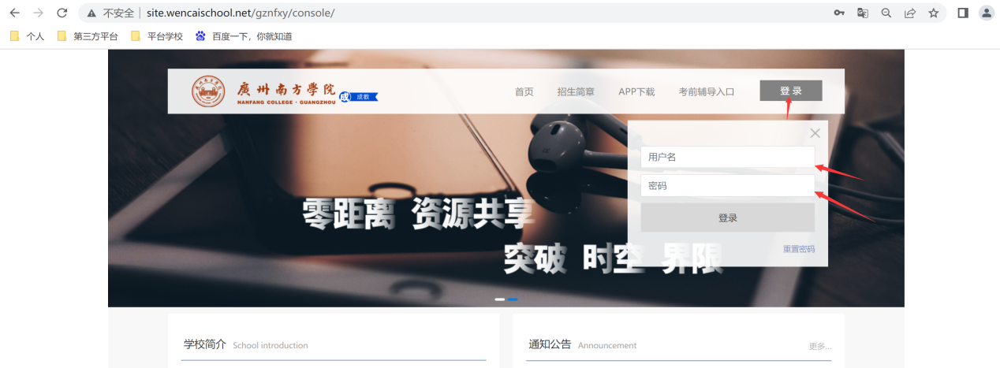 不安全 | site.wencaischool.net/gznfxy/console/
个人 第三方平台 平台学校 百度一下，你就知道
廣州南方學院
NANFANG COLLEGE · GUANGZHOU
成 成教
首页 招生简章 APP下载 考前辅导入口 登 录
用户名
密码
登录
重置密码
零距离 资源共享
突破 时空 界限
学校简介 School introduction
通知公告 Announcement 更多...